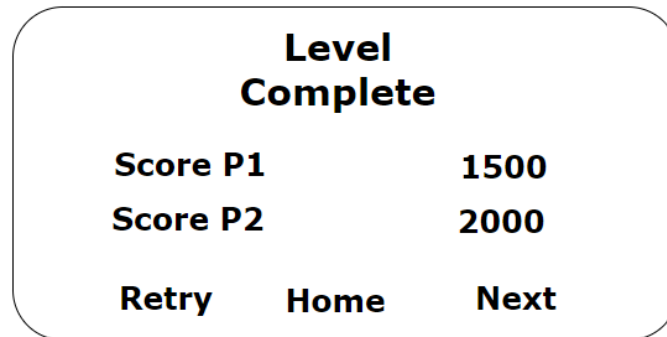 Level
Complete
Score P1 1500
Score P2 2000
Retry Home Next